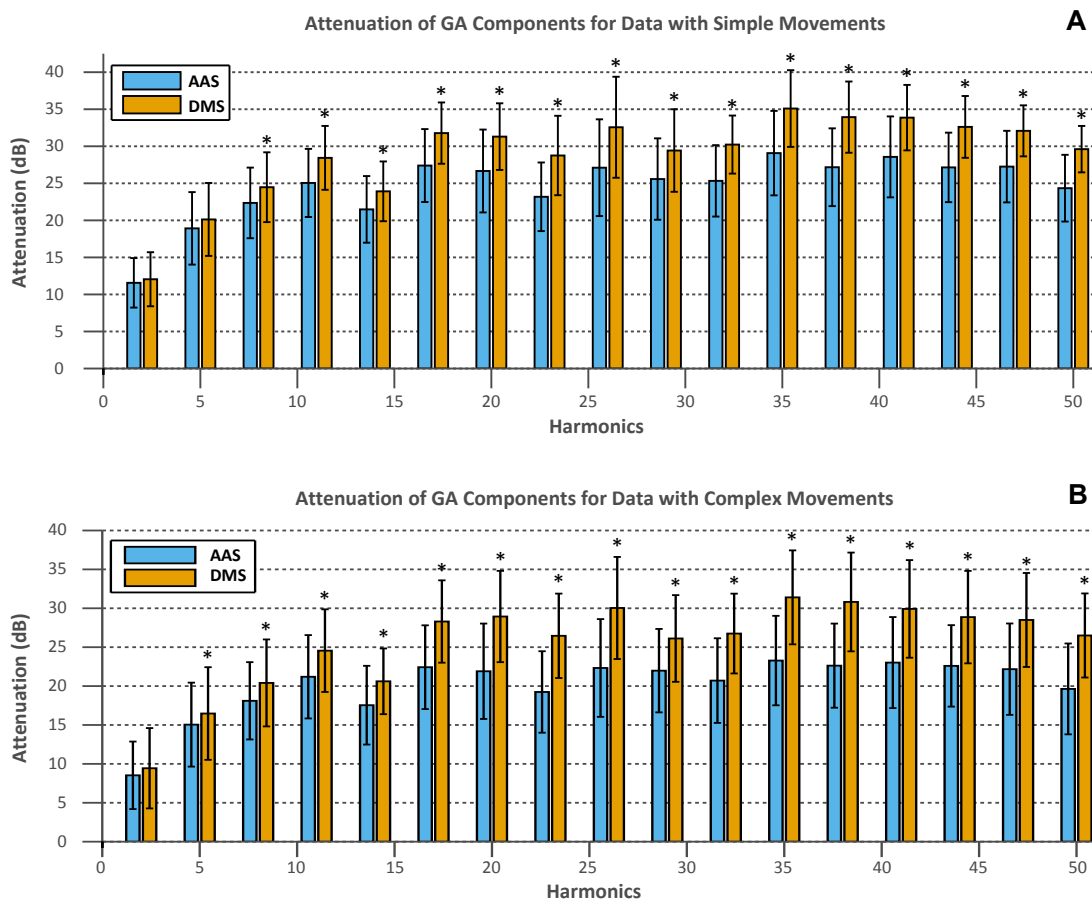 Attenuation of GA Components for Data with Simple Movements
A
AAS
DMS
Attenuation (dB)
40
35
30
25
20
15
10
5
0
* * * * * * * * * * * * * * *
0 5 10 15 20 25 30 35 40 45 50
Harmonics
Attenuation of GA Components for Data with Complex Movements
B
AAS
DMS
Attenuation (dB)
40
35
30
25
20
15
10
5
0
* * * * * * * * * * * * * * * *
0 5 10 15 20 25 30 35 40 45 50
Harmonics